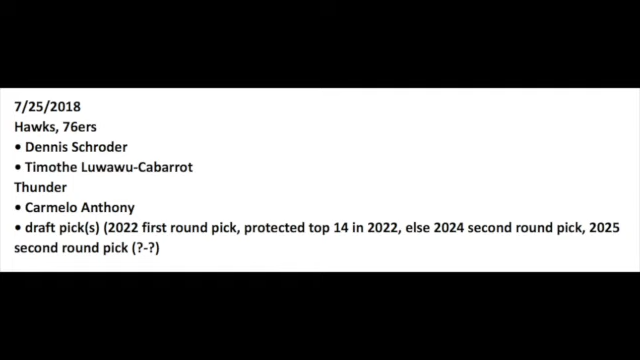 7/25/2018
Hawks, 76ers
• Dennis Schroder
• Timothe Luwawu-Cabarrot
Thunder
• Carmelo Anthony
• draft pick(s) (2022 first round pick, protected top 14 in 2022, else 2024 second round pick, 2025
second round pick (?-?)